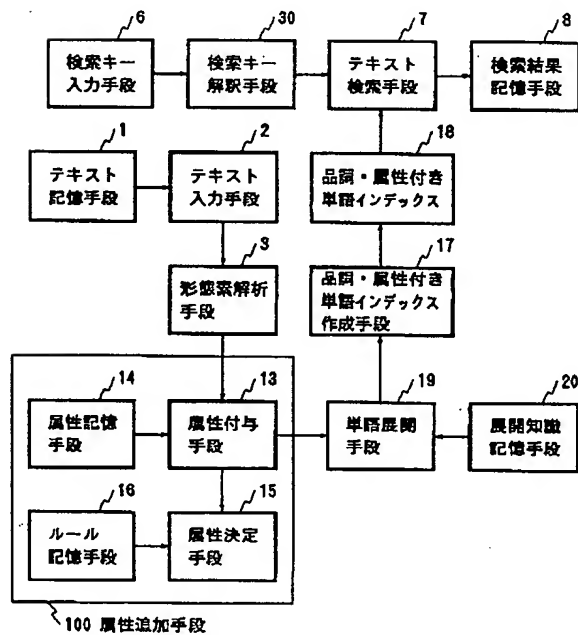 6
検索キー
入力手段
30
検索キー
解釈手段
7
テキスト
検索手段
8
検索結果
記憶手段
1
テキスト
記憶手段
2
テキスト
入力手段
18
品詞・属性付き
単語インデックス
3
形態素解析
手段
17
品詞・属性付き
単語インデックス
作成手段
14
属性記憶
手段
13
属性付与
手段
19
単語展開
手段
20
展開知識
記憶手段
16
ルール
記憶手段
15
属性決定
手段
100 属性追加手段